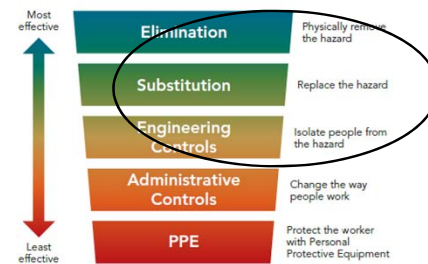 Most
effective
Elimination
Physically remove
the hazard
Substitution
Replace the hazard
Engineering
Controls
Isolate people from
the hazard
Administrative
Controls
Change the way
people work
PPE
Protect the worker
with Personal
Protective Equipment
Least
effective